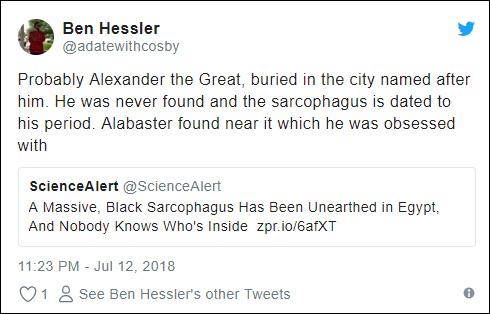 Ben Hessler
@adatewithcosby
Probably Alexander the Great, buried in the city named after
him. He was never found and the sarcophagus is dated to
his period. Alabaster found near it which he was obsessed
with
ScienceAlert @ScienceAlert
A Massive, Black Sarcophagus Has Been Unearthed in Egypt,
And Nobody Knows Who's Inside zpr.io/6afXT
11:23 PM - Jul 12, 2018
1 See Ben Hessler's other Tweets